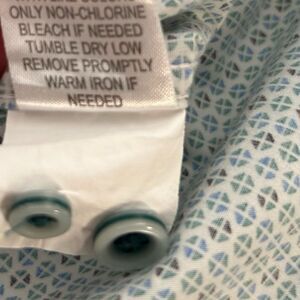 ONLY NON-CHLORINE
BLEACH IF NEEDED
TUMBLE DRY LOW
REMOVE PROMPTLY
WARM IRON IF
NEEDED